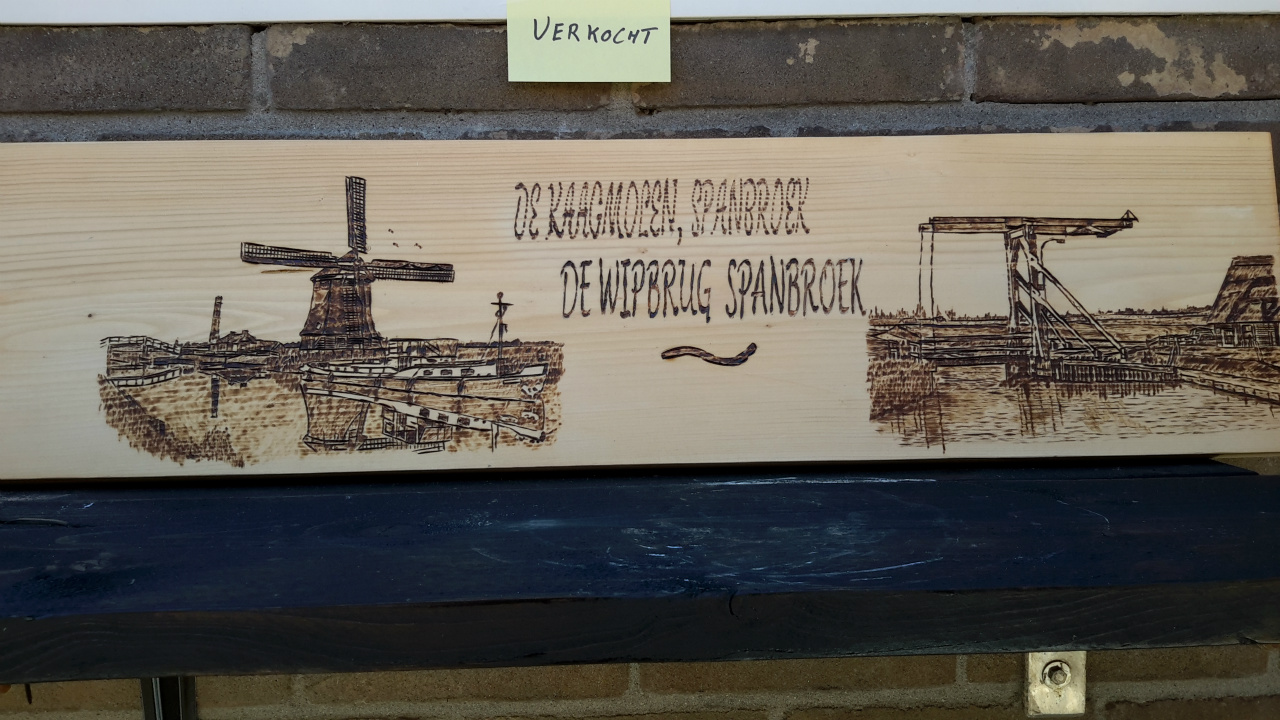 VERKOCHT
DE KAAGMOLEN, SPANBROEK
DE WIPBRUG SPANBROEK